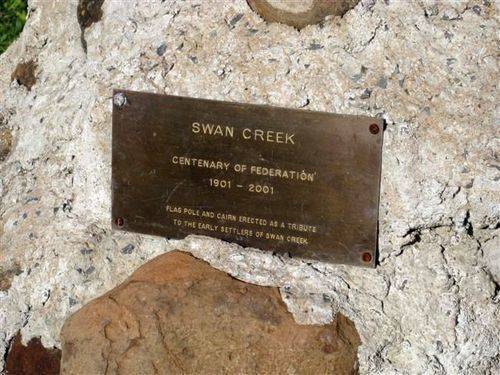 SWAN CREEK
CENTENARY OF FEDERATION
1901 - 2001
FLAG POLE AND CAIRN ERECTED AS A TRIBUTE
TO THE EARLY SETTLERS OF SWAN CREEK.